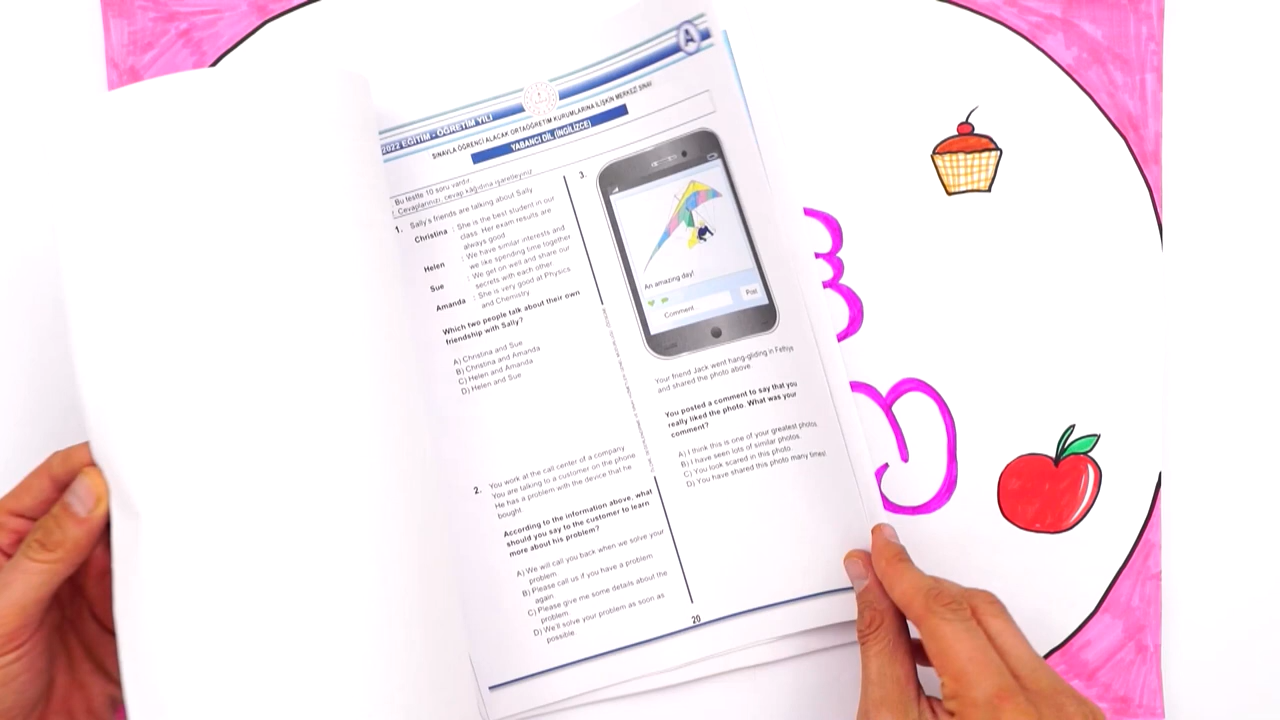 A
2022 EĞİTİM - ÖĞRETİM YILI
SINAVLA ÖĞRENCİ ALACAK ORTAÖĞRETİM KURUMLARINA İLİŞKİN MERKEZÎ SINAV
YABANCI DİL (İNGİLİZCE)
Bu testte 10 soru vardır.
Cevaplarınızı, cevap kâğıdına işaretleyiniz.
1. Sally's friends are talking about Sally
Christina : She is the best student in our
class. Her exam results are
always good
Helen : We have similar interests and
we like spending time together
Sue : We get on well and share our
secrets with each other
Amanda : She is very good at Physics
and Chemistry
Which two people talk about their own
friendship with Sally?
A) Christina and Sue
B) Christina and Amanda
C) Helen and Amanda
D) Helen and Sue
2. You work at the call center of a company
You are talking to a customer on the phone
He has a problem with the device that he
bought
According to the information above, what
should you say to the customer to learn
more about his problem?
A) We will call you back when we solve your
problem
B) Please call us if you have a problem
again
C) Please give me some details about the
problem
D) We'll solve your problem as soon as
possible.
3.
An amazing day!
Comment
Post
Your friend Jack went hang-gliding in Fethiye
and shared the photo above
You posted a comment to say that you
really liked the photo. What was your
comment?
A) I think this is one of your greatest photos
B) I have seen lots of similar photos.
C) You look scared in this photo
D) You have shared this photo many times!
20